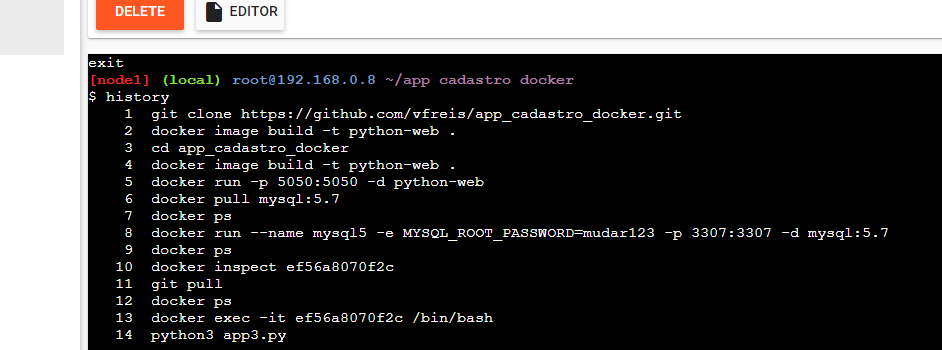 DELETE
EDITOR
exit
[node1] (local) root@192.168.0.8 ~/app cadastro docker
$ history
1 git clone https://github.com/vfreis/app_cadastro_docker.git
2 docker image build -t python-web .
3 cd app_cadastro_docker
4 docker image build -t python-web .
5 docker run -p 5050:5050 -d python-web
6 docker pull mysql:5.7
7 docker ps
8 docker run --name mysql5 -e MYSQL_ROOT_PASSWORD=mudar123 -p 3307:3307 -d mysql:5.7
9 docker ps
10 docker inspect ef56a8070f2c
11 git pull
12 docker ps
13 docker exec -it ef56a8070f2c /bin/bash
14 python3 app3.py